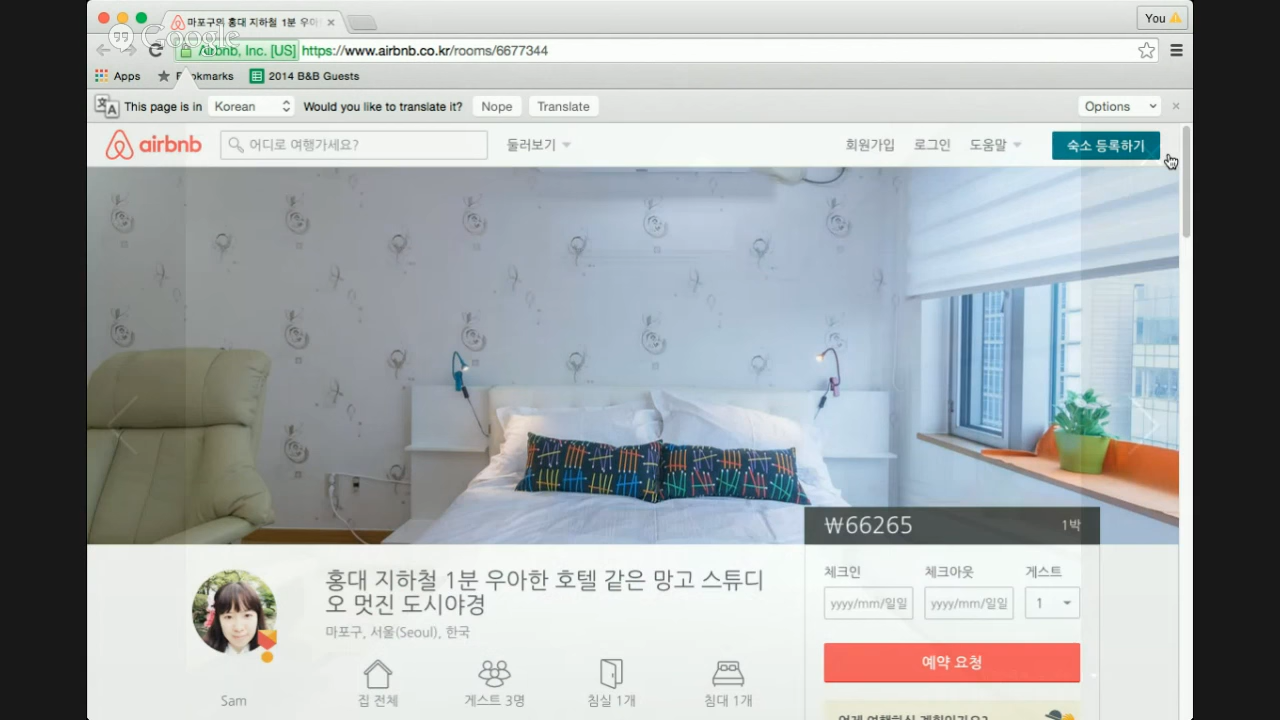 마포구의 홍대 지하철 1분 우아
You
Google
Airbnb, Inc. [US] https://www.airbnb.co.kr/rooms/6677344
Apps Bookmarks 2014 B&B Guests
This page is in Korean Would you like to translate it? Nope Translate Options
airbnb 어디로 여행가세요? 둘러보기 회원가입 로그인 도움말 숙소 등록하기
₩66265 1박
체크인 체크아웃 게스트
yyyy/mm/일일 yyyy/mm/일일 1
예약 요청
홍대 지하철 1분 우아한 호텔 같은 망고 스튜디
오 멋진 도시야경
마포구, 서울(Seoul), 한국
Sam 집 전체 게스트 3명 침실 1개 침대 1개